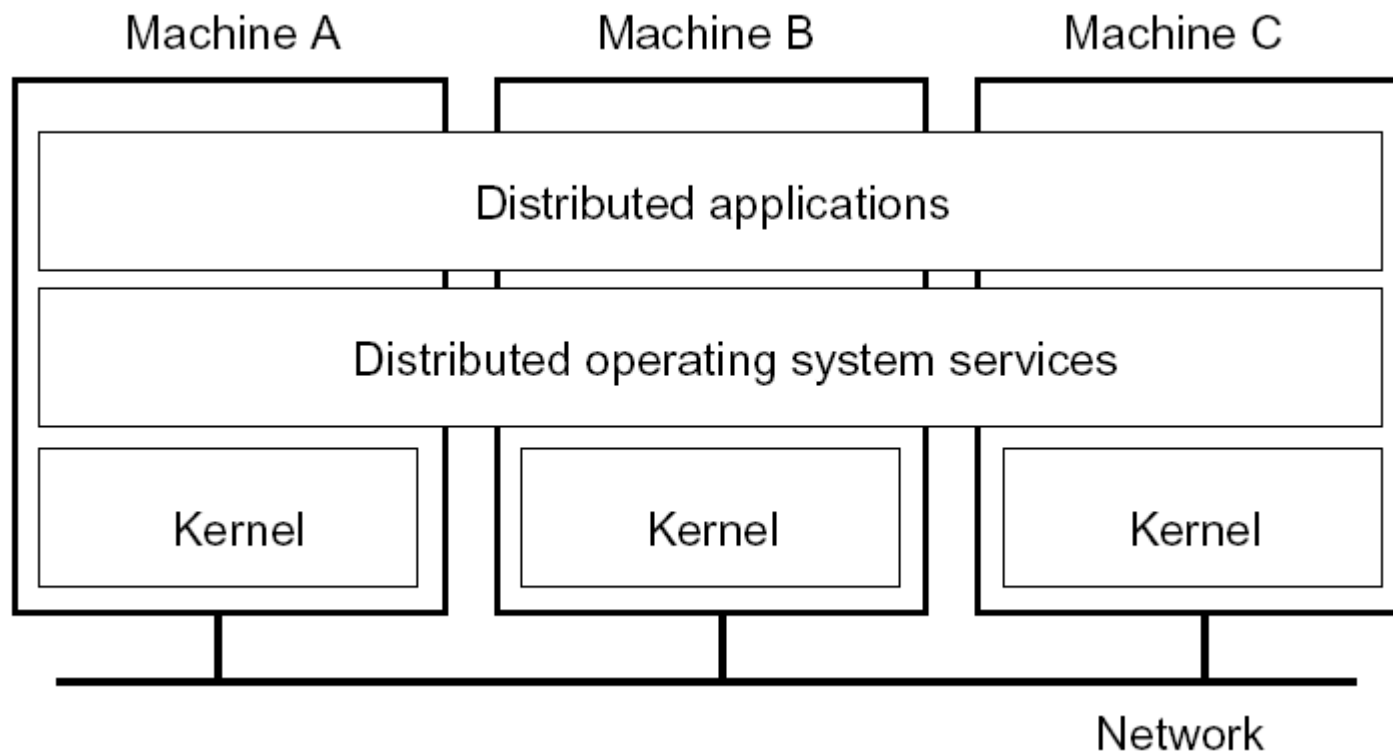 Machine A
Machine B
Machine C
Distributed applications
Distributed operating system services
Kernel
Kernel
Kernel
Network